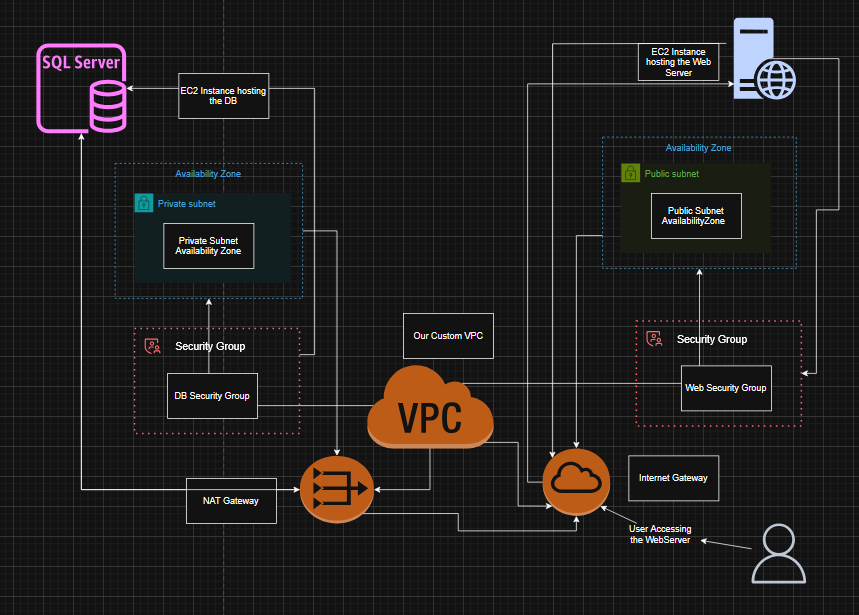 SQL Server
EC2 Instance hosting
the DB
EC2 Instance
hosting the Web
Server
Availability Zone
Private subnet
Private Subnet
Availability Zone
Availability Zone
Public subnet
Public Subnet
AvailabilityZone
Security Group
DB Security Group
Our Custom VPC
VPC
Security Group
Web Security Group
NAT Gateway
Internet Gateway
User Accessing
the WebServer